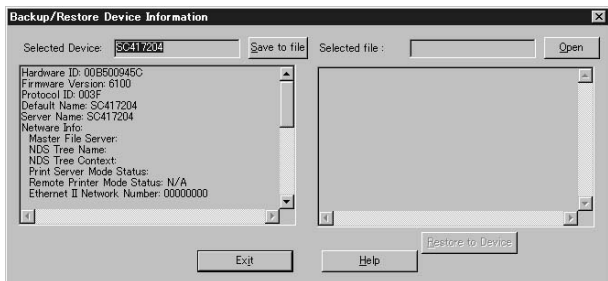 Backup/Restore Device Information
Selected Device: SC417204 Save to file Selected file : Open
Hardware ID: 00B500945C
Firmware Version: 6100
Protocol ID: 003F
Default Name: SC417204
Server Name: SC417204
Netware Info:
Master File Server:
NDS Tree Name:
NDS Tree Context:
Print Server Mode Status:
Remote Printer Mode Status: N/A
Ethernet II Network Number: 00000000
Restore to Device
Exit Help